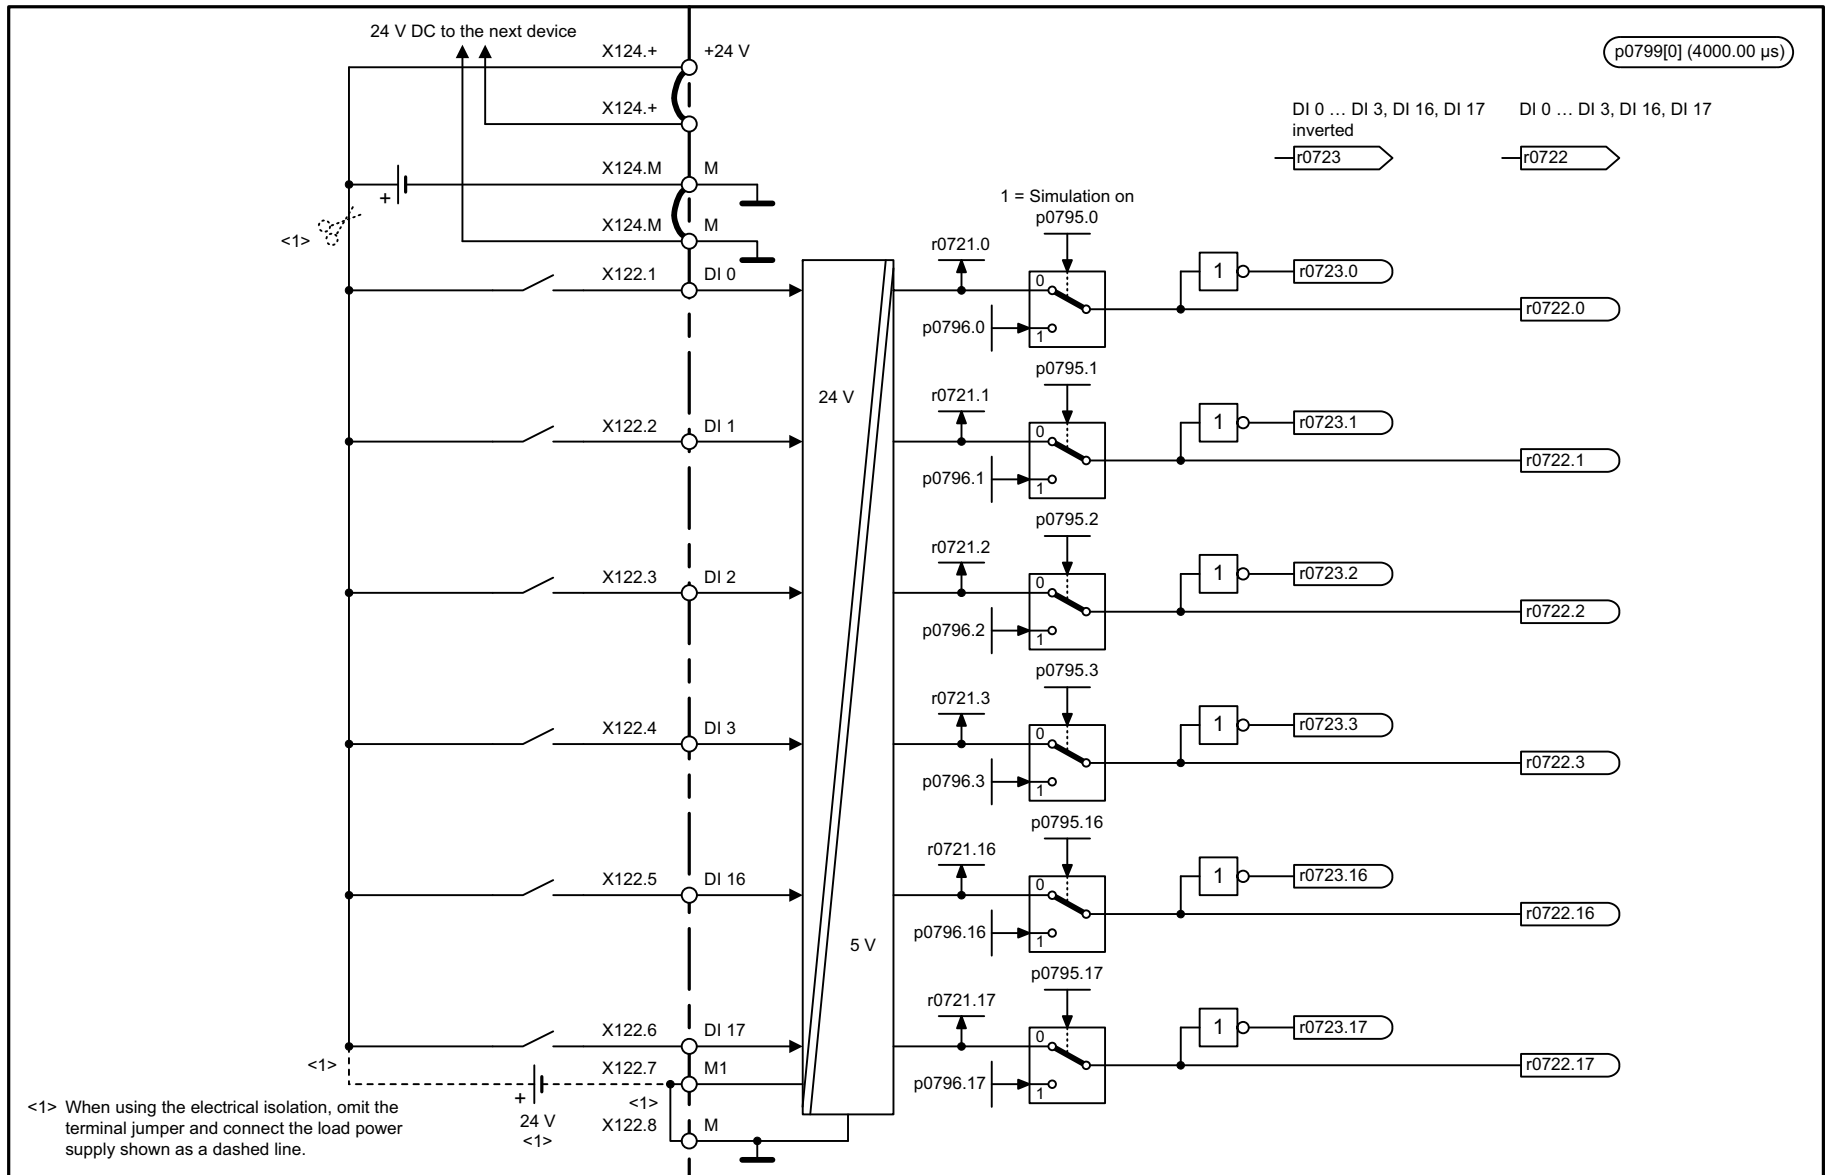 24 V DC to the next device
X124.+ +24 V
p0799[0] (4000.00 µs)
X124.+
DI 0 … DI 3, DI 16, DI 17
inverted
r0723
DI 0 … DI 3, DI 16, DI 17
r0722
X124.M M
+
<1>
X124.M M
1 = Simulation on
p0795.0
r0721.0
X122.1 DI 0
0
1
r0723.0
p0796.0
1
r0722.0
24 V
p0795.1
r0721.1
X122.2 DI 1
0
1
r0723.1
p0796.1
1
r0722.1
p0795.2
r0721.2
X122.3 DI 2
0
1
r0723.2
p0796.2
1
r0722.2
p0795.3
r0721.3
X122.4 DI 3
0
1
r0723.3
p0796.3
1
r0722.3
p0795.16
r0721.16
X122.5 DI 16
0
1
r0723.16
p0796.16
1
r0722.16
5 V
p0795.17
r0721.17
X122.6 DI 17
0
1
r0723.17
p0796.17
1
r0722.17
<1>
X122.7 M1
+
24 V
<1>
<1>
X122.8 M
<1> When using the electrical isolation, omit the
terminal jumper and connect the load power
supply shown as a dashed line.